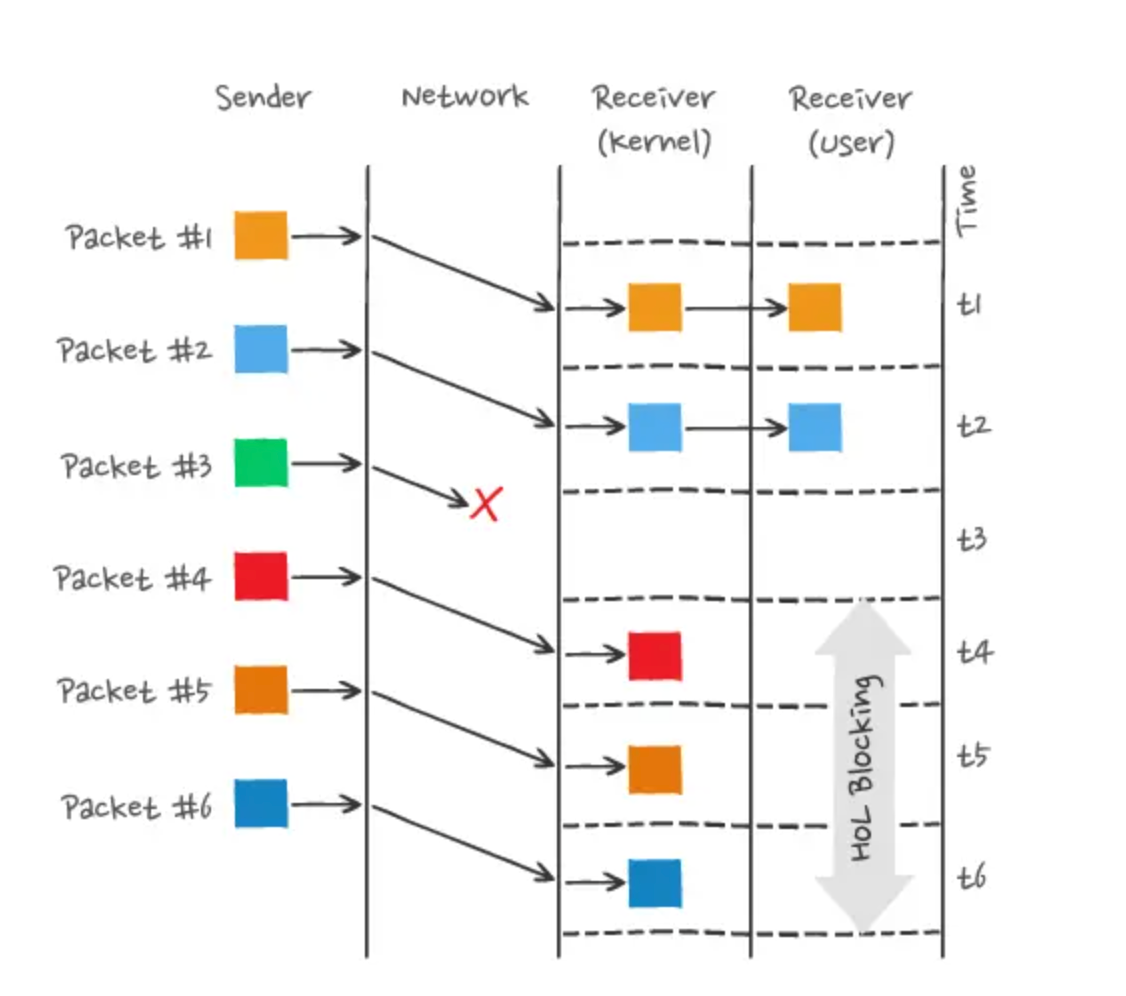 Sender
Network
Receiver
(kernel)
Receiver
(user)
Time
Packet #1
t1
Packet #2
t2
Packet #3
X
t3
Packet #4
t4
Packet #5
t5
HoL Blocking
Packet #6
t6